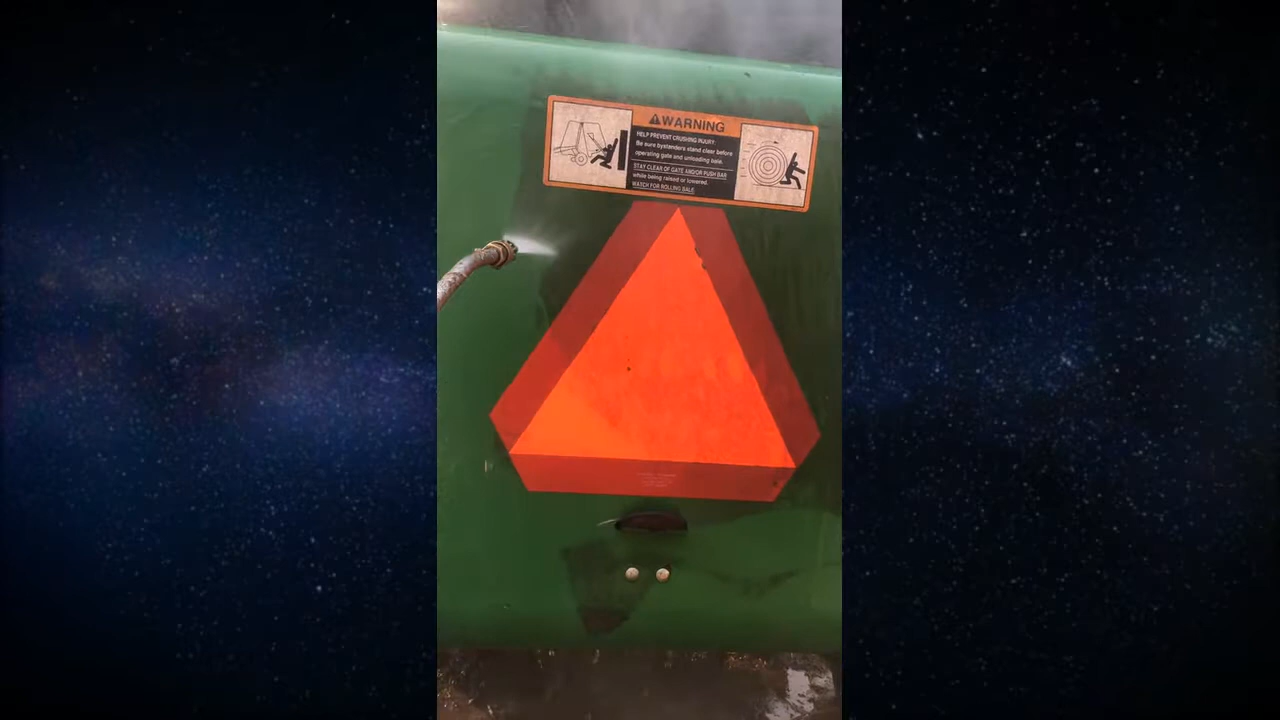 WARNING
HELP PREVENT CRUSHING INJURY:
Be sure bystanders stand clear before
operating gate and unloading bale.
STAY CLEAR OF GATE AND/OR PUSH BAR
while being raised or lowered.
WATCH FOR ROLLING BALE